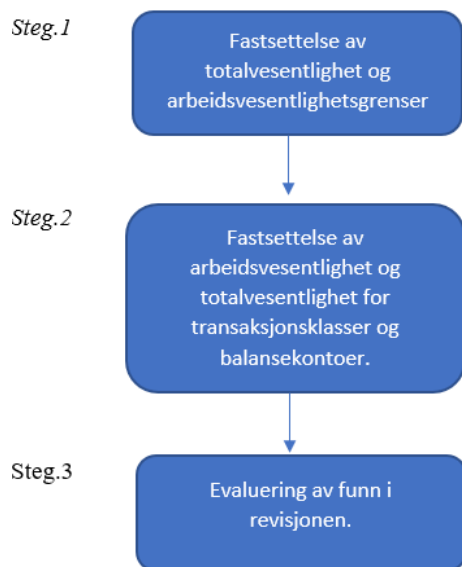 Steg.1
Fastsettelse av
totalvesentlighet og
arbeidsvesentlighetsgrenser
Steg.2
Fastsettelse av
arbeidsvesentlighet og
totalvesentlighet for
transaksjonsklasser og
balansekontoer.
Steg.3
Evaluering av funn i
revisjonen.